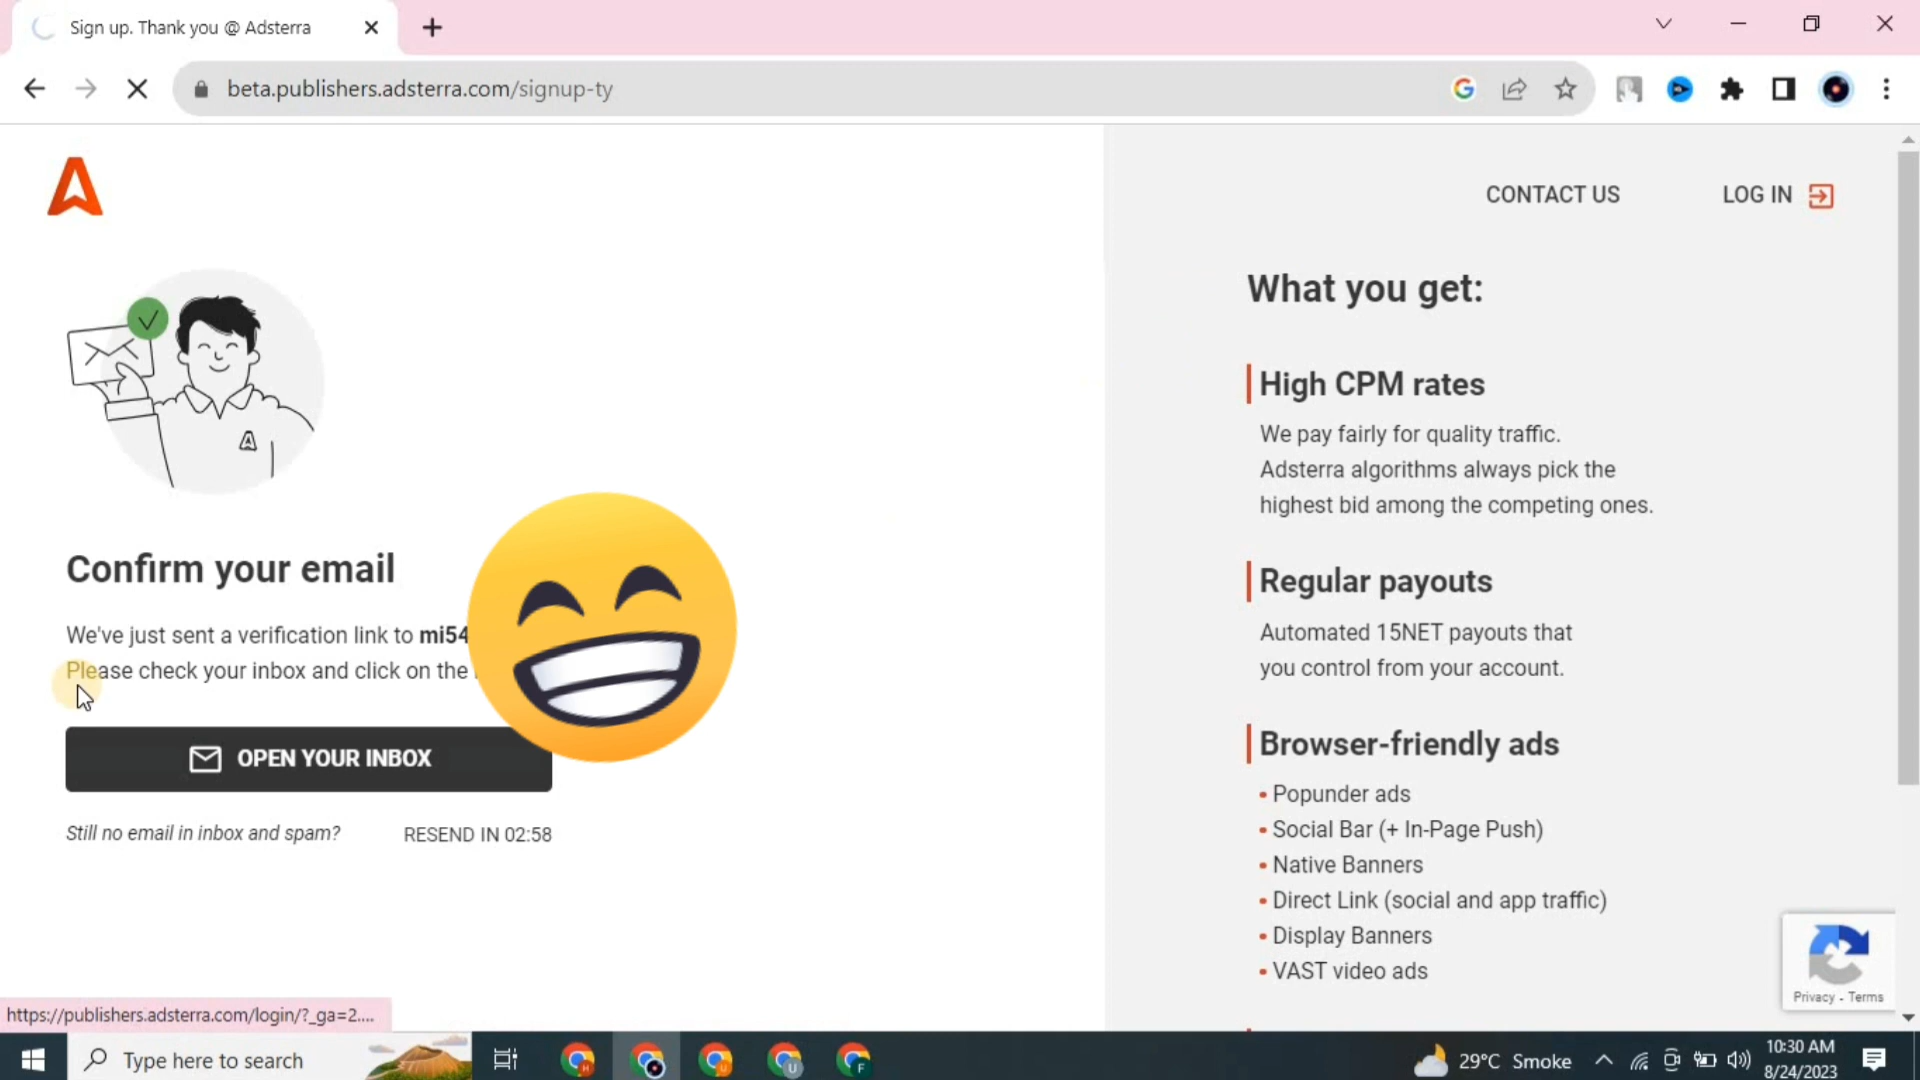 Sign up. Thank you @ Adsterra
beta.publishers.adsterra.com/signup-ty
CONTACT US
LOG IN
Confirm your email
We've just sent a verification link to mi54
Please check your inbox and click on the
OPEN YOUR INBOX
Still no email in inbox and spam?
RESEND IN 02:58
What you get:
High CPM rates
We pay fairly for quality traffic.
Adsterra algorithms always pick the
highest bid among the competing ones.
Regular payouts
Automated 15NET payouts that
you control from your account.
Browser-friendly ads
• Popunder ads
• Social Bar (+ In-Page Push)
• Native Banners
• Direct Link (social and app traffic)
• Display Banners
• VAST video ads
Privacy - Terms
https://publishers.adsterra.com/login/?_ga=2....
Type here to search
29°C Smoke
10:30 AM
8/24/2023